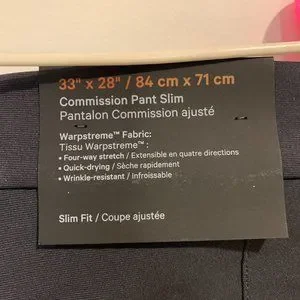 33" x 28" / 84 cm x 71 cm
Commission Pant Slim
Pantalon Commission ajusté
Warpstreme™ Fabric:
Tissu Warpstreme™ :
• Four-way stretch / Extensible en quatre directions
• Quick-drying / Sèche rapidement
• Wrinkle-resistant / Infroissable
Slim Fit / Coupe ajustée